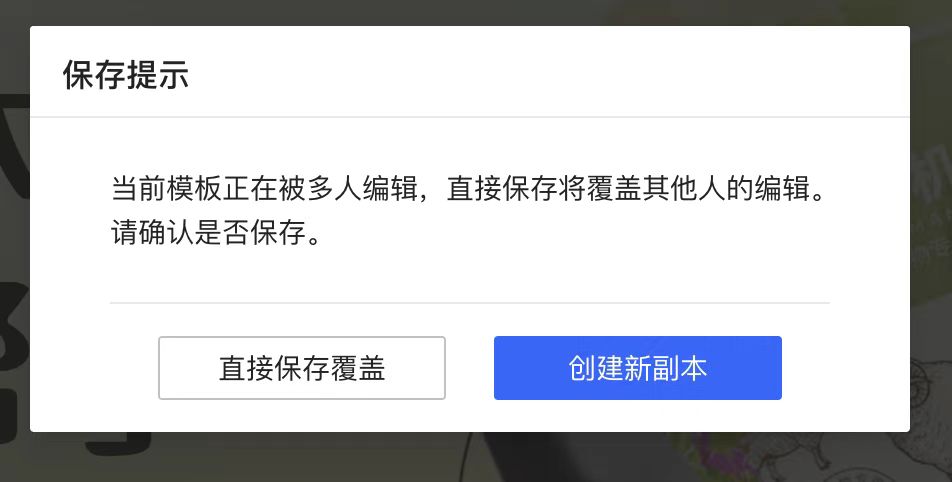 保存提示
当前模板正在被多人编辑，直接保存将覆盖其他人的编辑。
请确认是否保存。
直接保存覆盖
创建新副本
机